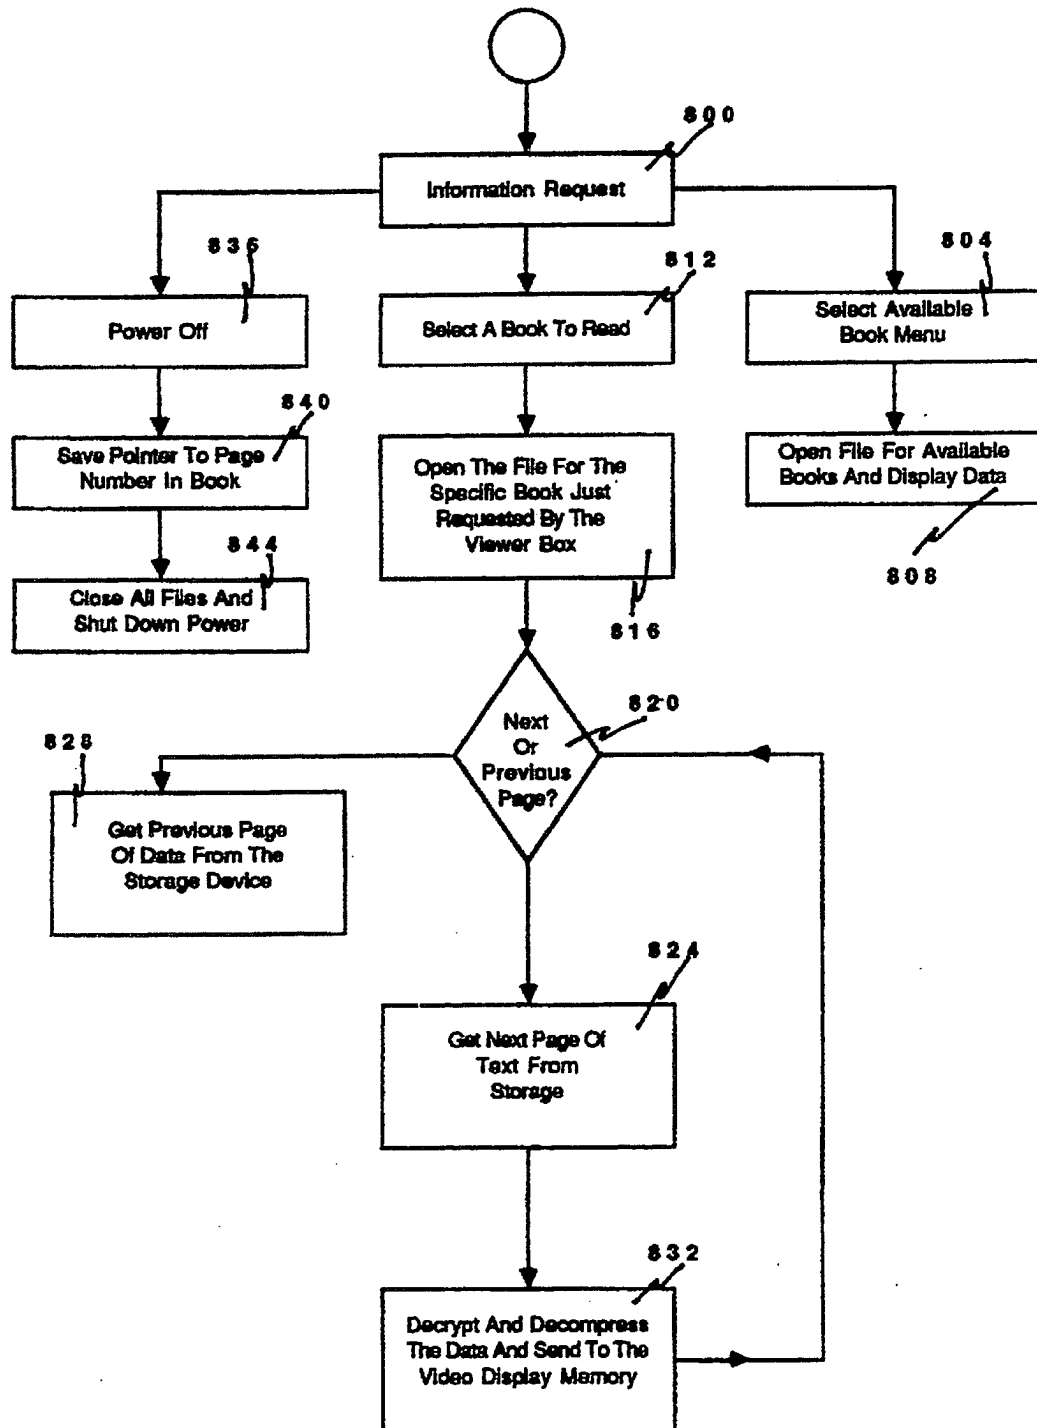 800
Information Request
836
812
804
Power Off
Select A Book To Read
Select Available
Book Menu
840
Save Pointer To Page
Number In Book
Open The File For The
Specific Book Just
Requested By The
Viewer Box
Open File For Available
Books And Display Data
844
808
Close All Files And
Shut Down Power
816
820
Next
Or
Previous
Page?
828
Get Previous Page
Of Data From The
Storage Device
824
Get Next Page Of
Text From
Storage
832
Decrypt And Decompress
The Data And Send To The
Video Display Memory